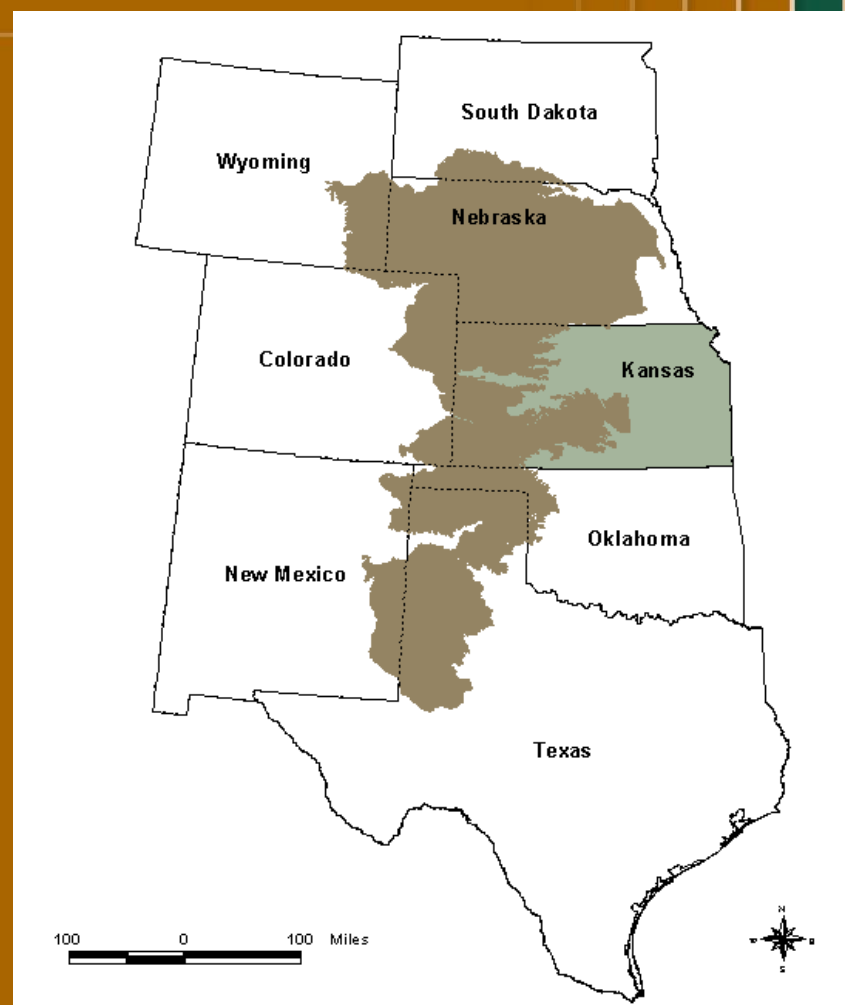 South Dakota
Wyoming
Nebraska
Colorado
Kansas
Oklahoma
New Mexico
Texas
100 0 100 Miles
N
S